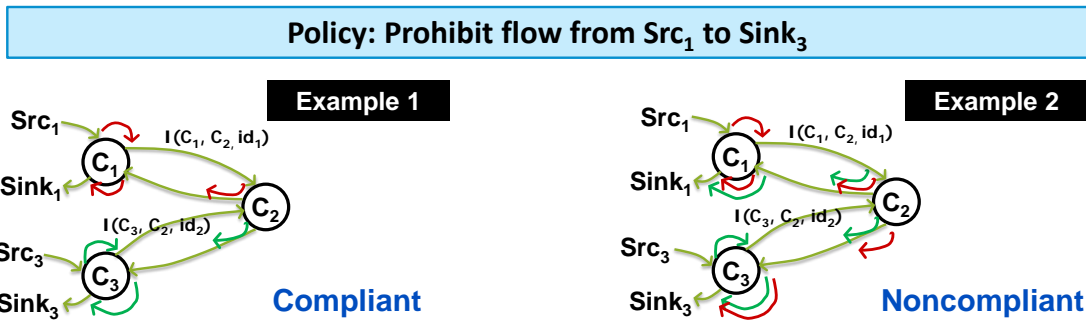 Policy: Prohibit flow from Src₁ to Sink₃
Example 1
Src₁
I(C₁, C₂, id₁)
C₁
Sink₁
C₂
I(C₃, C₂, id₂)
Src₃
C₃
Sink₃
Compliant
Example 2
Src₁
I(C₁, C₂, id₁)
C₁
Sink₁
C₂
I(C₃, C₂, id₂)
Src₃
C₃
Sink₃
Noncompliant